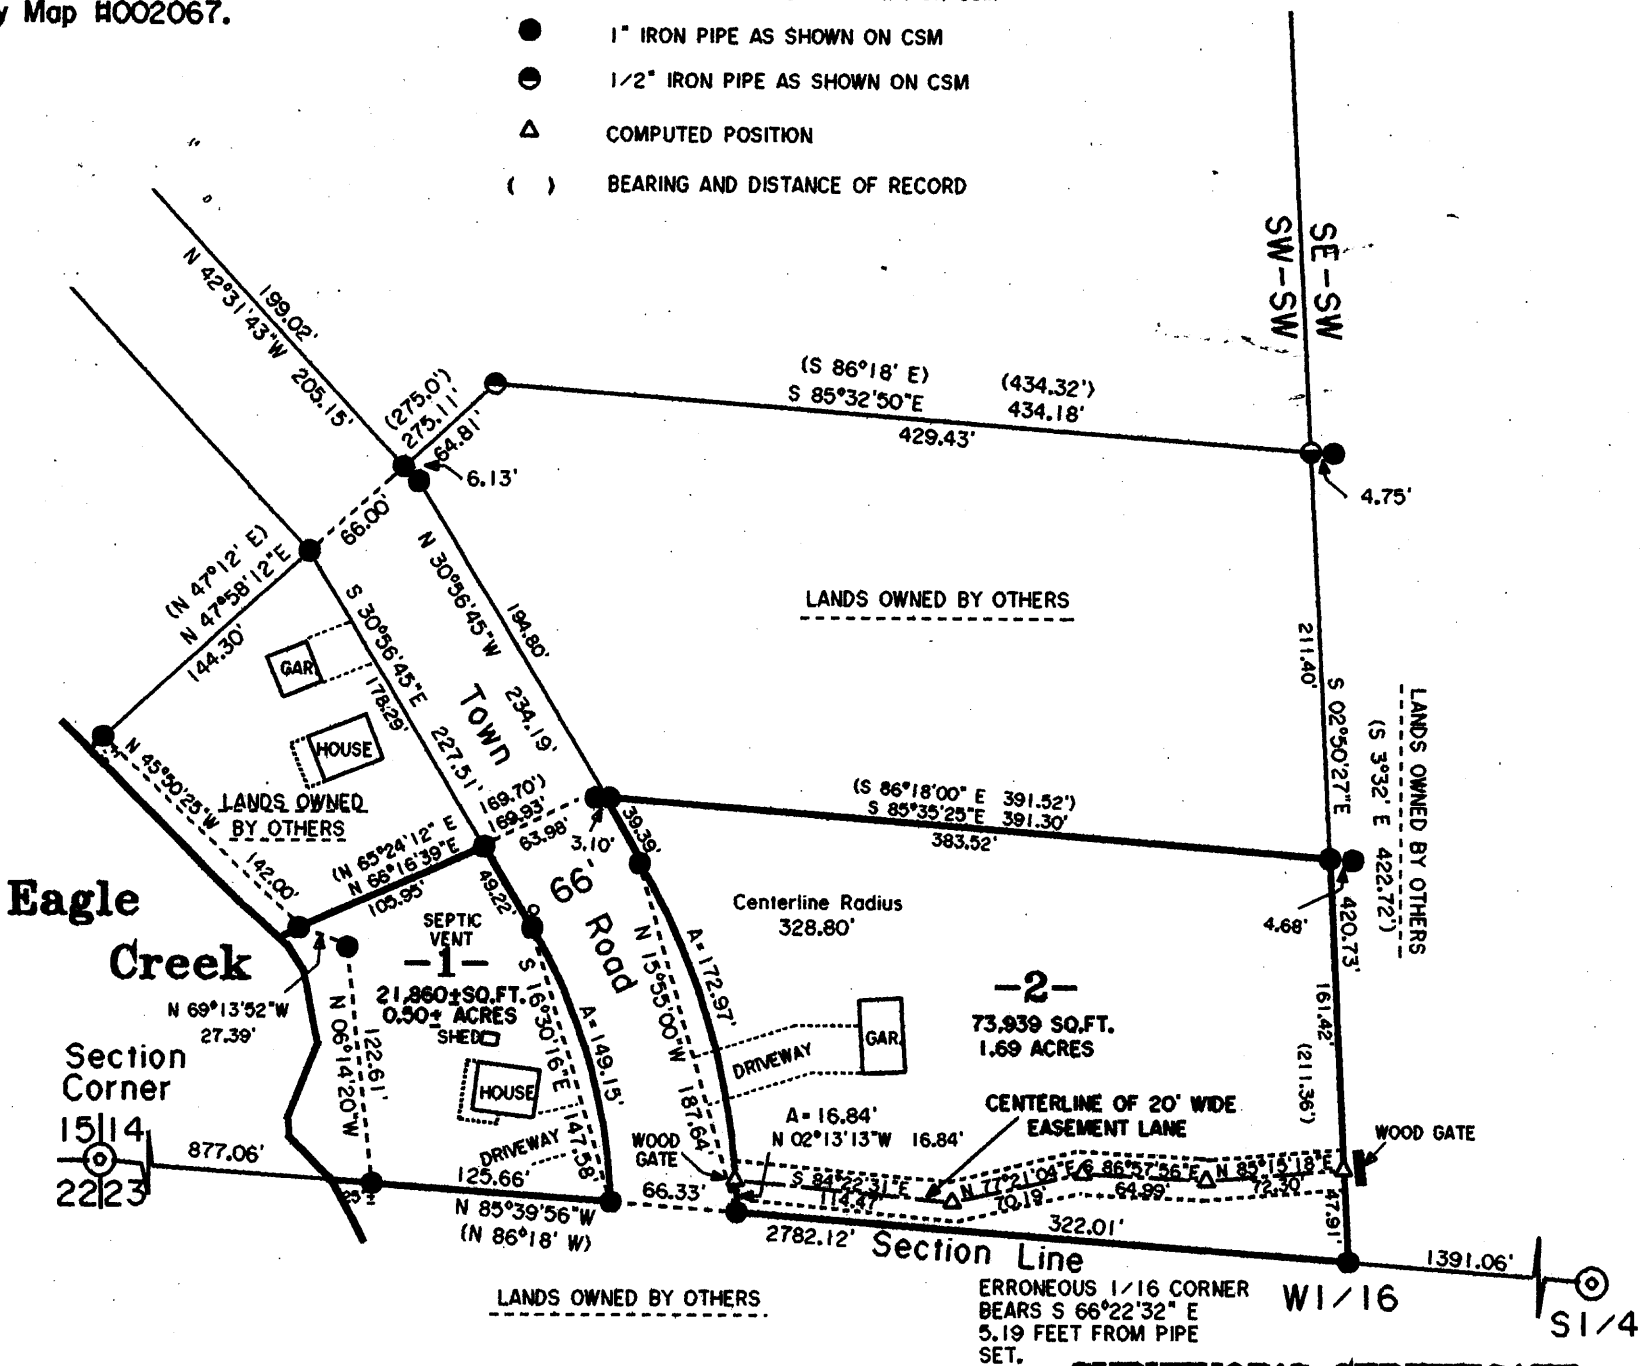 y Map #002067.
1" IRON PIPE AS SHOWN ON CSM
1/2" IRON PIPE AS SHOWN ON CSM
COMPUTED POSITION
( ) BEARING AND DISTANCE OF RECORD
SW-SW
SE-SW
199.02'
N 42°31'43"W 205.15'
(275.0')
275.11'
64.81'
6.13'
66.00'
(S 86°18' E) (434.32')
S 85°32'50"E 434.18'
429.43'
4.75'
(N 47°12' E)
N 47°58'12"E
144.30'
GAR
HOUSE
S 30°56'45"E 227.51'
178.29'
194.80'
N 30°56'45"W 234.19'
LANDS OWNED BY OTHERS
211.40'
S 02°50'27"E 420.73'
(S 3°32' E 422.72')
LANDS OWNED BY OTHERS
Town
66' Road
N 45°50'25"W
142.00'
LANDS OWNED
BY OTHERS
(N 65°24'12" E 169.70')
N 66°16'39"E 169.93'
105.95'
63.98'
3.10'
39.39'
(S 86°18'00" E 391.52')
S 85°35'25"E 391.30'
383.52'
4.68'
Eagle
Creek
49.22'
Centerline Radius
328.80'
SEPTIC
VENT
-1-
21,860±SQ.FT.
0.50± ACRES
SHED
N 69°13'52"W
27.39'
N 06°14'20"W
122.61'
S 16°30'16"E 147.58'
A=149.15'
N 15°55'00"W 187.64'
A=172.97'
-2-
73,939 SQ.FT.
1.69 ACRES
GAR.
DRIVEWAY
161.42'
(211.36')
HOUSE
DRIVEWAY
Section
Corner
15|14
22|23
877.06'
25'±
125.66'
N 85°39'56"W
(N 86°18' W)
WOOD
GATE
66.33'
A= 16.84'
N 02°13'13"W 16.84'
CENTERLINE OF 20' WIDE
EASEMENT LANE
S 84°22'31"E
114.47'
N 77°21'04"E
70.19'
S 86°57'56"E
64.99'
N 85°15'18"E
72.30'
WOOD GATE
47.91'
322.01'
2782.12' Section Line
1391.06'
W1/16
S1/4
ERRONEOUS 1/16 CORNER
BEARS S 66°22'32" E
5.19 FEET FROM PIPE
SET.
LANDS OWNED BY OTHERS